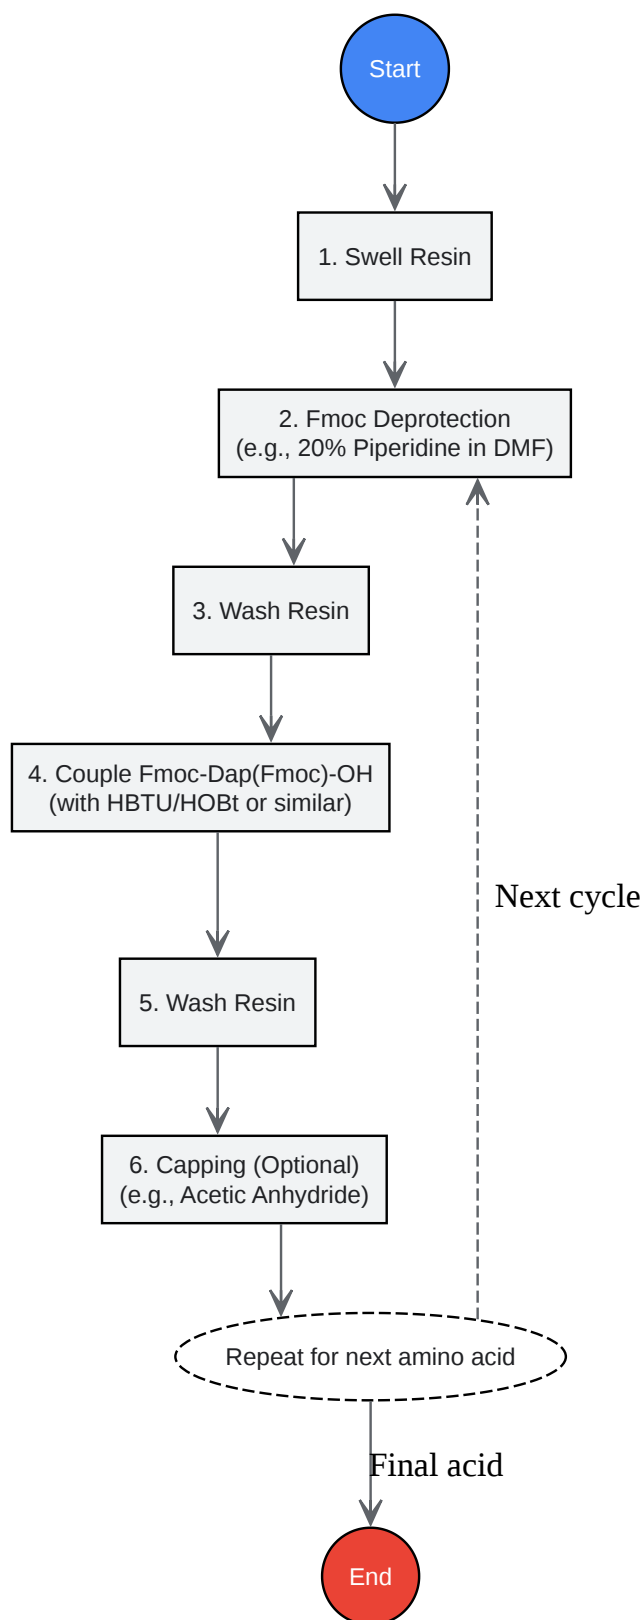 Start
1. Swell Resin
2. Fmoc Deprotection
(e.g., 20% Piperidine in DMF)
3. Wash Resin
4. Couple Fmoc-Dap(Fmoc)-OH
(with HBTU/HOBt or similar)
Next cycle
5. Wash Resin
6. Capping (Optional)
(e.g., Acetic Anhydride)
Repeat for next amino acid
Final acid
End